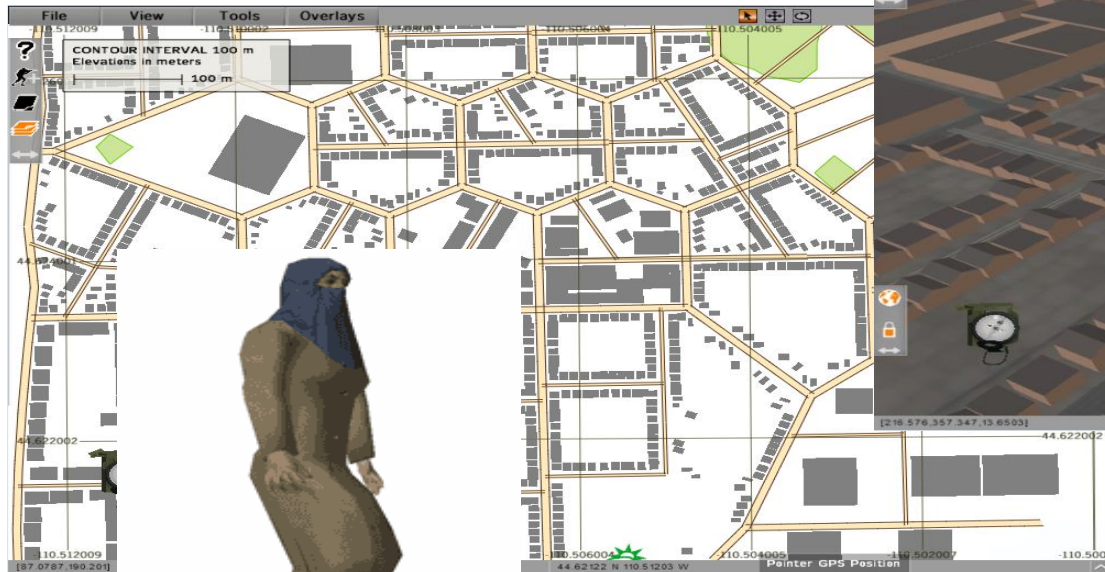 File View Tools Overlays
-110.512009 -110.504005
CONTOUR INTERVAL 100 m
Elevations in meters
100 m
?
[216.576,357.347,13.6503]
44.622002 44.622002
-110.512009 -110.506004 -110.504005 -110.502007 -110.500
[87.0787,190.201] 44.62122 N 110.51203 W Pointer GPS Position